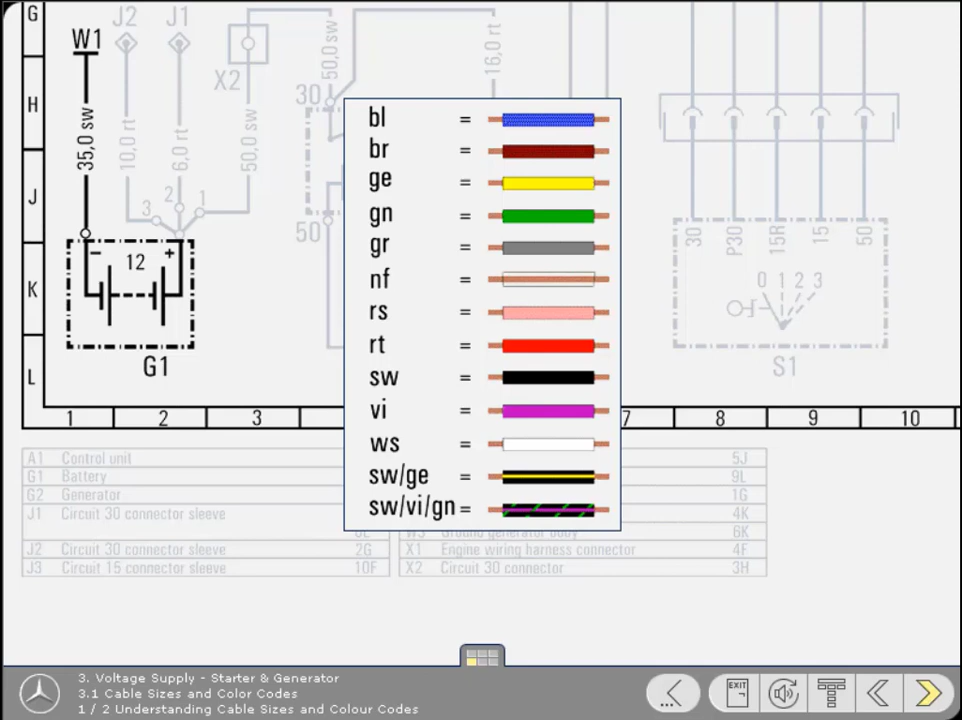 G
J2
J1
W1
X2
50,0 sw
16,0 rt
30
H
35,0 sw
10,0 rt
6,0 rt
50,0 sw
J
3
2
1
50
30
P30
15R
15
50
K
- 12 +
0 1 2 3
G1
S1
L
1 2 3 7 8 9 10
bl =
br =
ge =
gn =
gr =
nf =
rs =
rt =
sw =
vi =
ws =
sw/ge =
sw/vi/gn =
A1 Control unit 5J
G1 Battery 9L
G2 Generator 1G
J1 Circuit 30 connector sleeve 4K
W3 Ground generator body 6K
J2 Circuit 30 connector sleeve 2G X1 Engine wiring harness connector 4F
J3 Circuit 15 connector sleeve 10F X2 Circuit 30 connector 3H
3. Voltage Supply - Starter & Generator
3.1 Cable Sizes and Color Codes
1 / 2 Understanding Cable Sizes and Colour Codes
EXIT